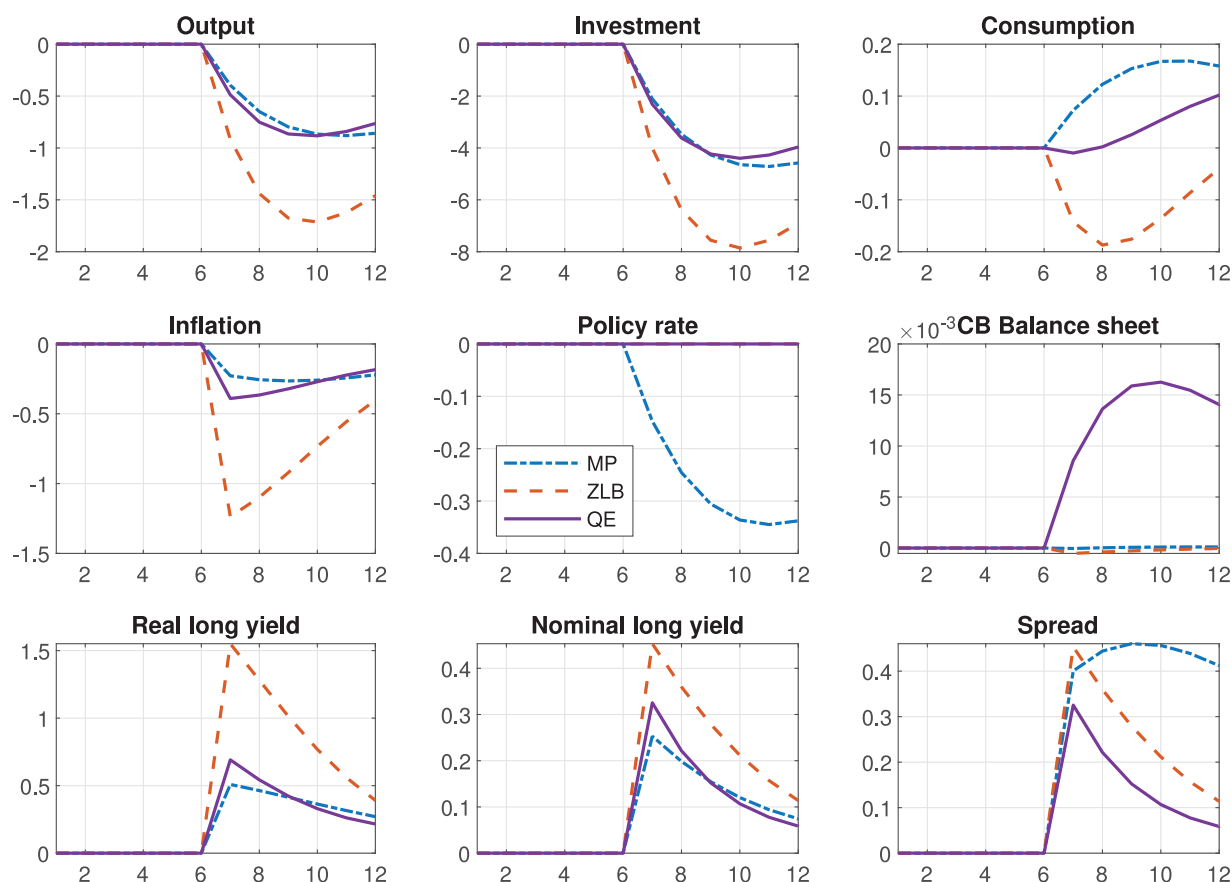 Output
Investment
Consumption
0
-0.5
-1
-1.5
-2
2 4 6 8 10 12
0
-2
-4
-6
-8
2 4 6 8 10 12
0.2
0.1
0
-0.1
-0.2
2 4 6 8 10 12
Inflation
Policy rate
×10-3 CB Balance sheet
0
-0.5
-1
-1.5
2 4 6 8 10 12
0
-0.1
-0.2
-0.3
-0.4
MP
ZLB
QE
2 4 6 8 10 12
20
15
10
5
0
2 4 6 8 10 12
Real long yield
Nominal long yield
Spread
1.5
1
0.5
0
2 4 6 8 10 12
0.4
0.3
0.2
0.1
0
2 4 6 8 10 12
0.4
0.3
0.2
0.1
0
2 4 6 8 10 12